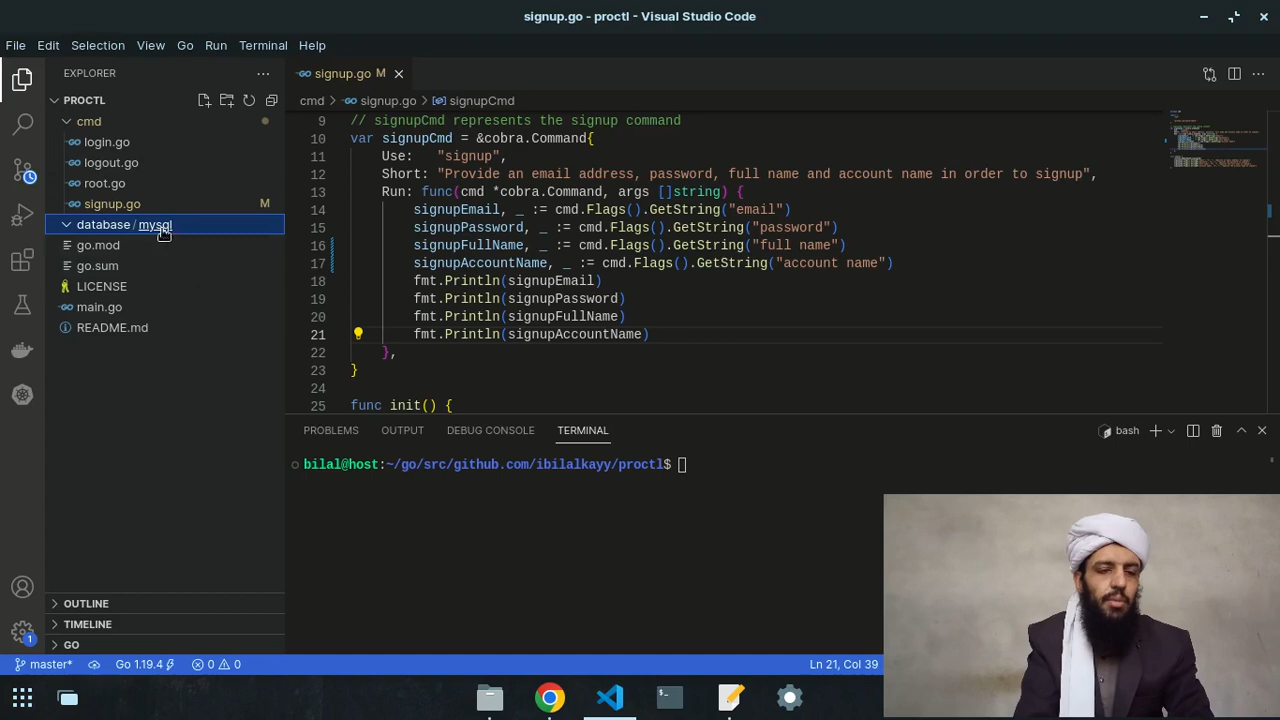 signup.go - proctl - Visual Studio Code
File Edit Selection View Go Run Terminal Help
EXPLORER
PROCTL
cmd
login.go
logout.go
root.go
signup.go M
database / mysql
go.mod
go.sum
LICENSE
main.go
README.md
OUTLINE
TIMELINE
GO
signup.go M
cmd > signup.go > signupCmd
9 // signupCmd represents the signup command
10 var signupCmd = &cobra.Command{
11 Use: "signup",
12 Short: "Provide an email address, password, full name and account name in order to signup",
13 Run: func(cmd *cobra.Command, args []string) {
14 signupEmail, _ := cmd.Flags().GetString("email")
15 signupPassword, _ := cmd.Flags().GetString("password")
16 signupFullName, _ := cmd.Flags().GetString("full name")
17 signupAccountName, _ := cmd.Flags().GetString("account name")
18 fmt.Println(signupEmail)
19 fmt.Println(signupPassword)
20 fmt.Println(signupFullName)
21 fmt.Println(signupAccountName)
22 },
23 }
24
25 func init() {
PROBLEMS OUTPUT DEBUG CONSOLE TERMINAL
bash
bilal@host:~/go/src/github.com/ibilalkayy/proctl$
1
master* Go 1.19.4 0 0 Ln 21, Col 39